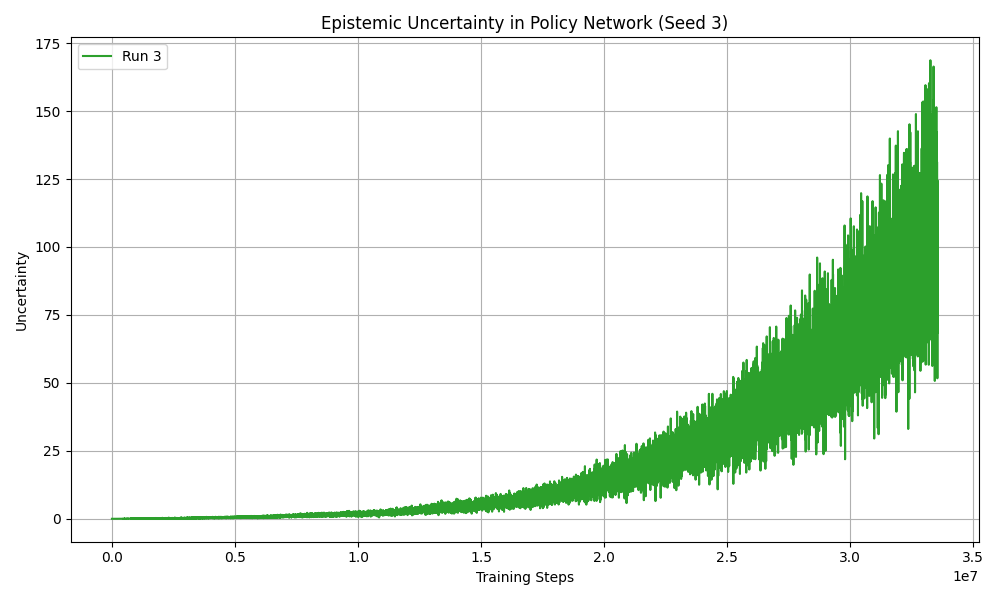 Epistemic Uncertainty in Policy Network (Seed 3)
Run 3
175
150
125
100
75
50
25
0
Uncertainty
0.0 0.5 1.0 1.5 2.0 2.5 3.0 3.5
1e7
Training Steps